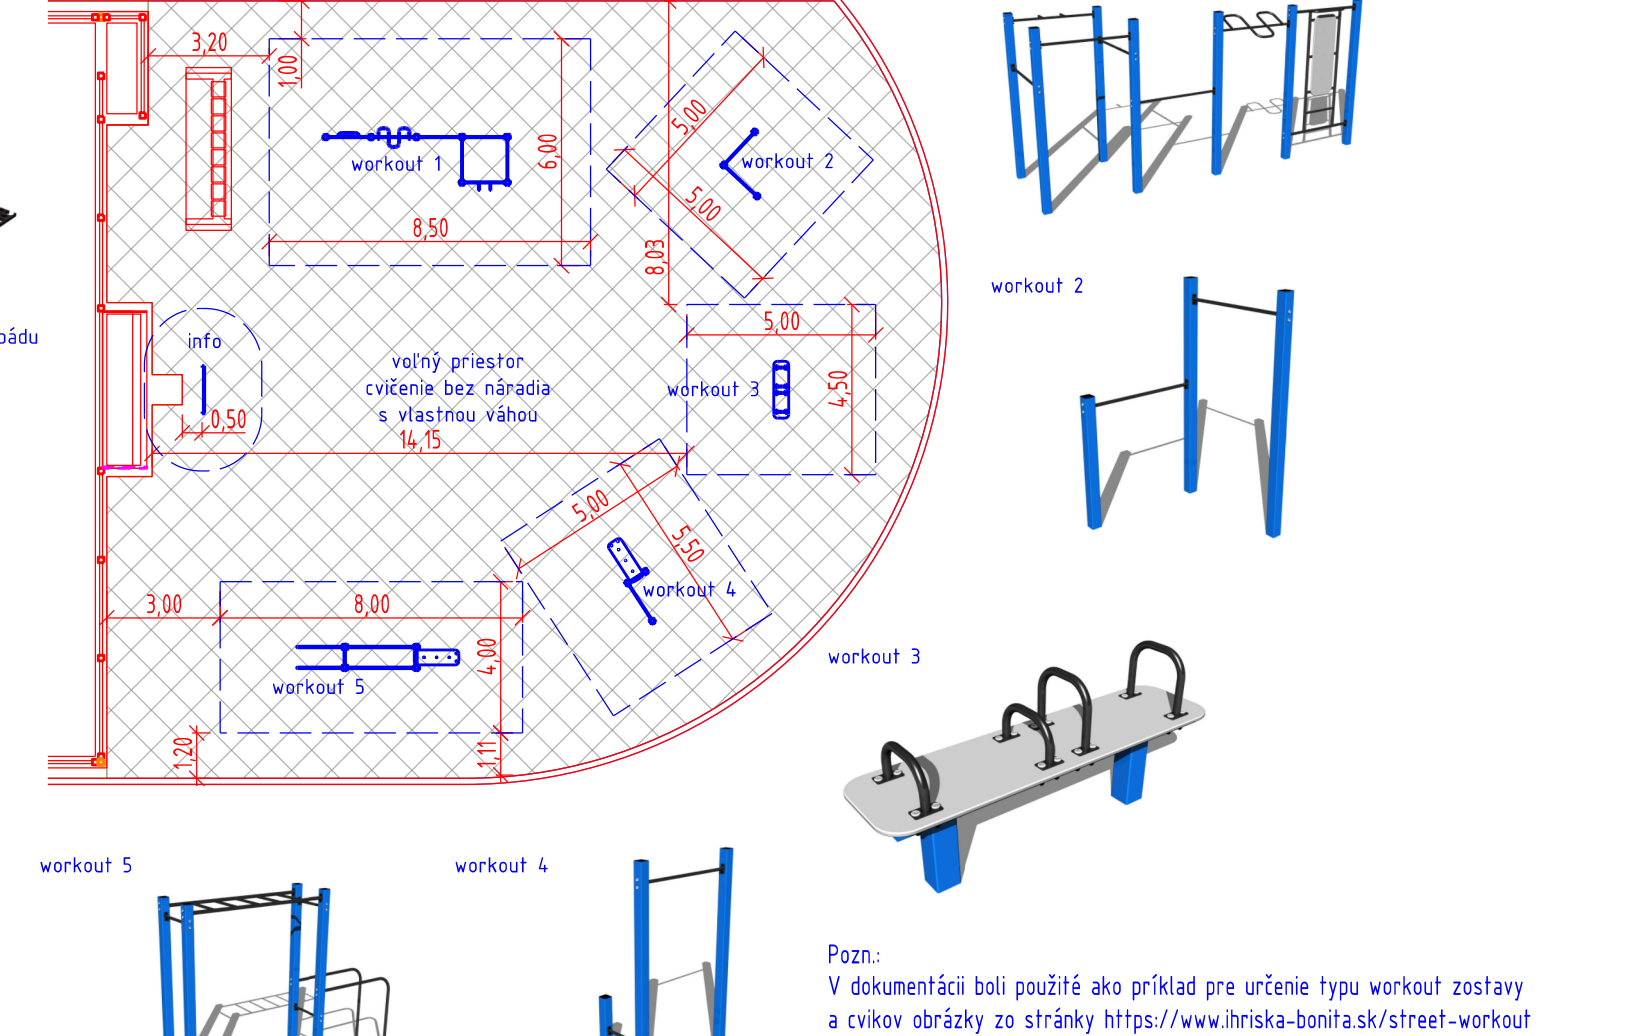 3,20
1,00
workout 1
6,00
8,50
5,00
workout 2
5,00
8,03
workout 2
info
5,00
voľný priestor
cvičenie bez náradia
s vlastnou váhou
workout 3
4,50
0,50
14,15
5,00
5,50
workout 4
3,00
8,00
4,00
workout 5
1,20
1,11
workout 3
workout 5
workout 4
Pozn.:
V dokumentácii boli použité ako príklad pre určenie typu workout zostavy
a cvikov obrázky zo stránky https://www.ihriska-bonita.sk/street-workout